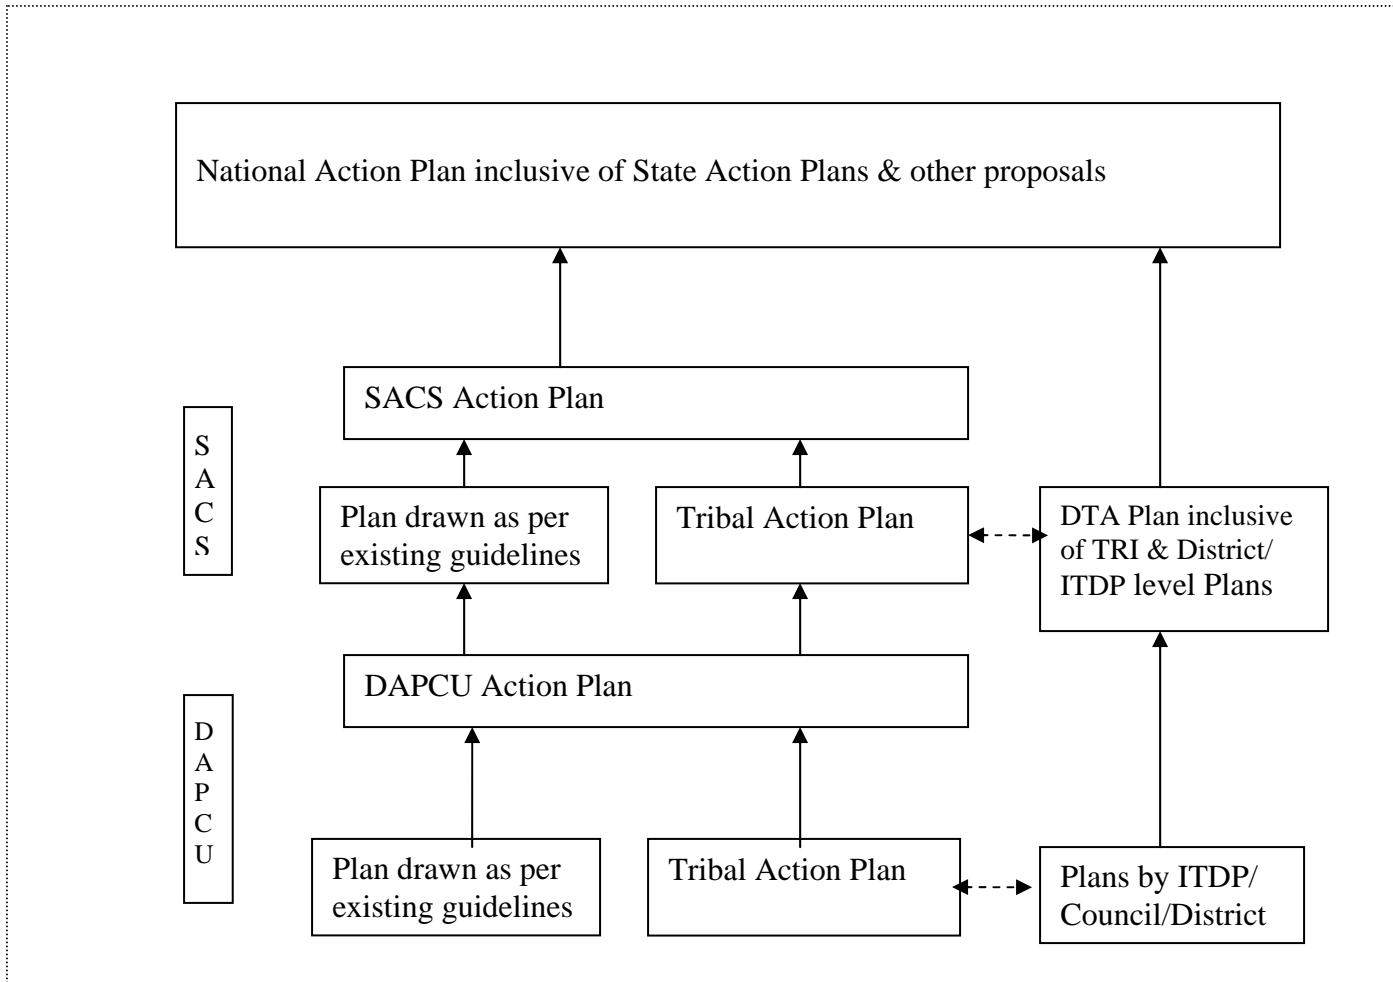 National Action Plan inclusive of State Action Plans & other proposals
SACS Action Plan
S
A
C
S
Plan drawn as per
existing guidelines
Tribal Action Plan
DTA Plan inclusive
of TRI & District/
ITDP level Plans
DAPCU Action Plan
D
A
P
C
U
Plan drawn as per
existing guidelines
Tribal Action Plan
Plans by ITDP/
Council/District